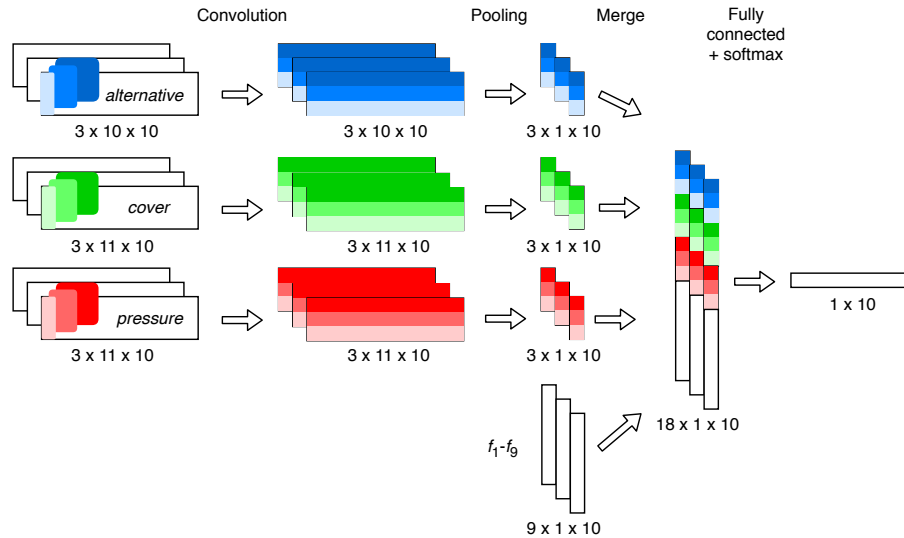 Convolution
Pooling
Merge
Fully
connected
+ softmax
alternative
3 x 10 x 10
3 x 10 x 10
3 x 1 x 10
cover
3 x 11 x 10
3 x 11 x 10
3 x 1 x 10
pressure
3 x 11 x 10
3 x 11 x 10
3 x 1 x 10
1 x 10
18 x 1 x 10
f1-f9
9 x 1 x 10